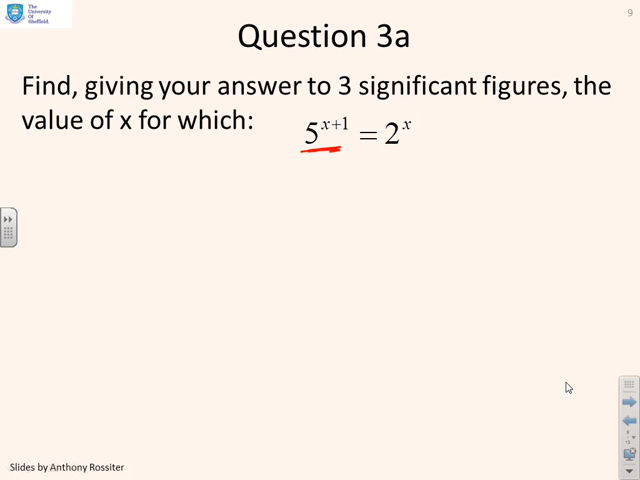 The
University
Of
Sheffield.
9
Question 3a
Find, giving your answer to 3 significant figures, the
value of x for which: 5^{x+1} = 2^x
Slides by Anthony Rossiter